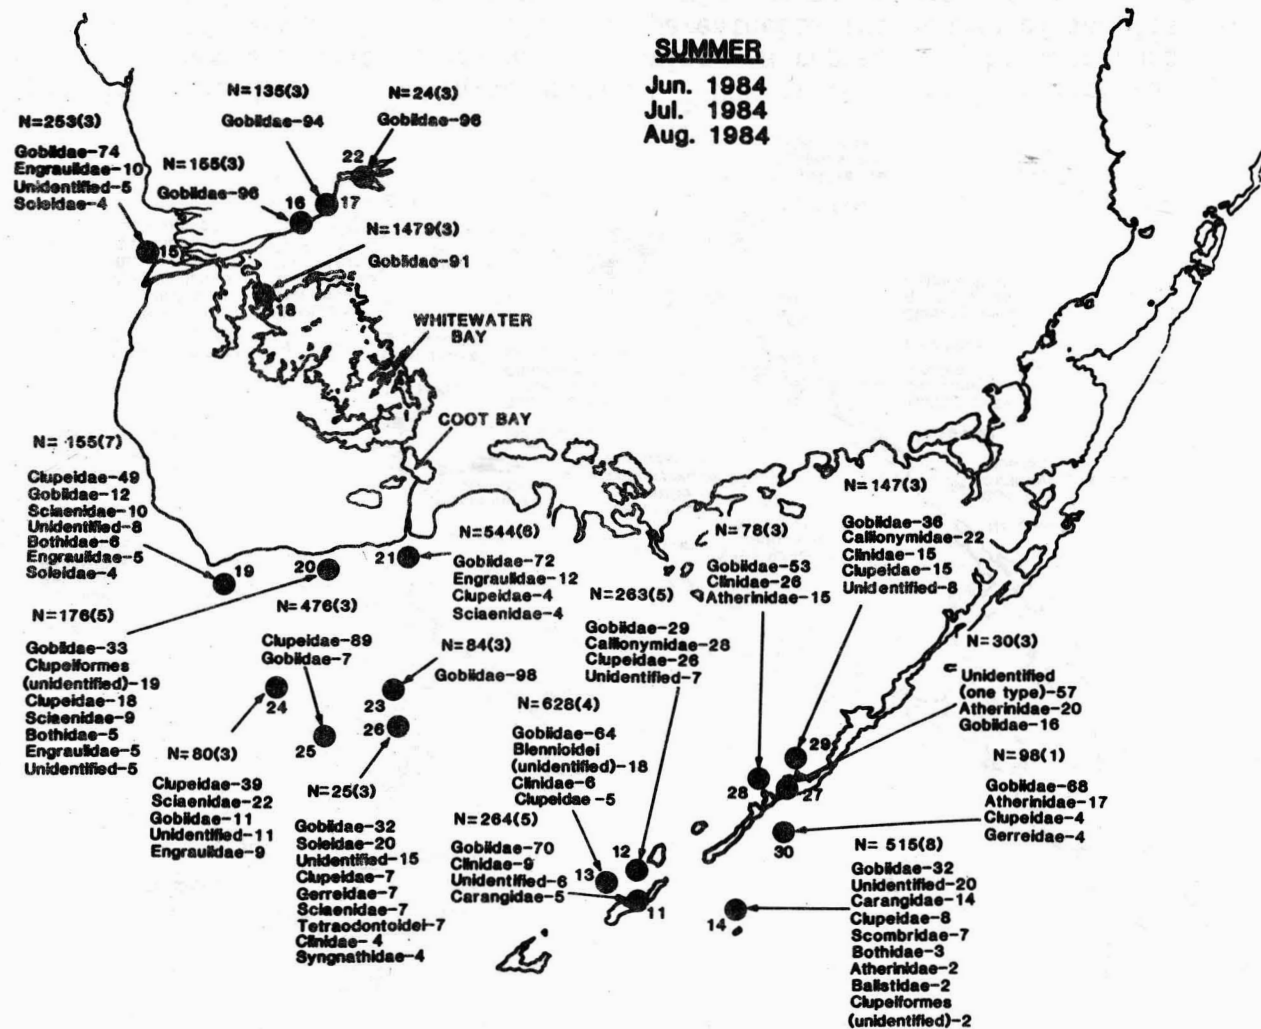 SUMMER
Jun. 1984
Jul. 1984
Aug. 1984
N=253(3)
Gobiidae-74
Engraulidae-10
Unidentified-5
Soleidae-4
15
N=155(3)
Gobiidae-96
16
N=135(3)
Gobiidae-94
17
N=24(3)
Gobiidae-96
22
N=1479(3)
Gobiidae-91
18
WHITEWATER
BAY
COOT BAY
N= 155(7)
Clupeidae-49
Gobiidae-12
Sciaenidae-10
Unidentified-8
Bothidae-6
Engraulidae-5
Soleidae-4
19
N=176(5)
Gobiidae-33
Clupeiformes
(unidentified)-19
Clupeidae-18
Sciaenidae-9
Bothidae-5
Engraulidae-5
Unidentified-5
20
N=544(6)
Gobiidae-72
Engraulidae-12
Clupeidae-4
Sciaenidae-4
21
N=476(3)
Clupeidae-89
Gobiidae-7
25
N=84(3)
Gobiidae-98
23
N=80(3)
Clupeidae-39
Sciaenidae-22
Gobiidae-11
Unidentified-11
Engraulidae-9
24
N=25(3)
Gobiidae-32
Soleidae-20
Unidentified-15
Clupeidae-7
Gerreidae-7
Sciaenidae-7
Tetraodontoidei-7
Clinidae- 4
Syngnathidae-4
26
N=264(5)
Gobiidae-70
Clinidae-9
Unidentified-6
Carangidae-5
11
N=628(4)
Gobiidae-64
Blennioidei
(unidentified)-18
Clinidae-6
Clupeidae -5
13
N=263(5)
Gobiidae-29
Callionymidae-28
Clupeidae-26
Unidentified-7
12
N=78(3)
Gobiidae-53
Clinidae-26
Atherinidae-15
28
N=147(3)
Gobiidae-36
Callionymidae-22
Clinidae-15
Clupeidae-15
Unidentified-8
29
N=30(3)
Unidentified
(one type)-57
Atherinidae-20
Gobiidae-16
27
N=98(1)
Gobiidae-68
Atherinidae-17
Clupeidae-4
Gerreidae-4
30
N= 515(8)
Gobiidae-32
Unidentified-20
Carangidae-14
Clupeidae-8
Scombridae-7
Bothidae-3
Atherinidae-2
Balistidae-2
Clupeiformes
(unidentified)-2
14